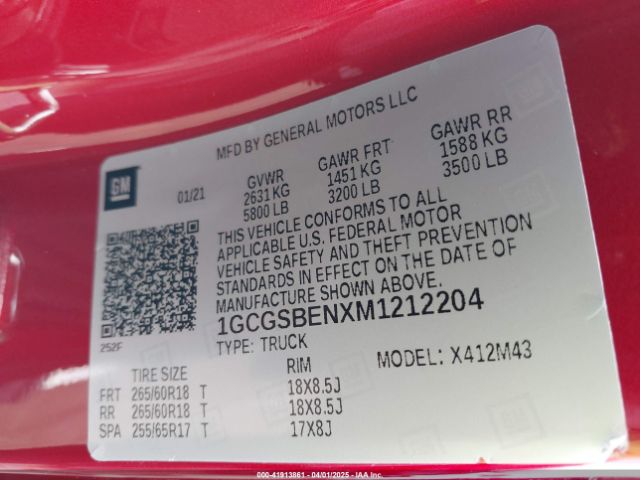 MFD BY GENERAL MOTORS LLC
GM
01/21
GVWR GAWR FRT GAWR RR
2631 KG 1451 KG 1588 KG
5800 LB 3200 LB 3500 LB
THIS VEHICLE CONFORMS TO ALL
APPLICABLE U.S. FEDERAL MOTOR
VEHICLE SAFETY AND THEFT PREVENTION
STANDARDS IN EFFECT ON THE DATE OF
MANUFACTURE SHOWN ABOVE.
252F
1GCGSBENXM1212204
TYPE: TRUCK MODEL: X412M43
TIRE SIZE RIM
FRT 265/60R18 T 18X8.5J
RR 265/60R18 T 18X8.5J
SPA 255/65R17 T 17X8J
000-41913861 - 04/01/2025 - IAA Inc.